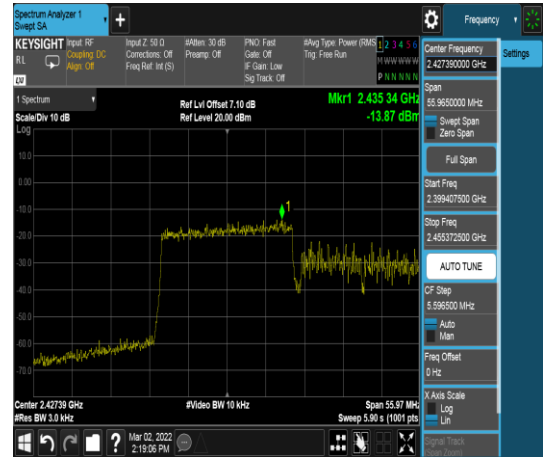 Spectrum Analyzer 1
Swept SA
Frequency
KEYSIGHT
RL
Input: RF
Coupling: DC
Align: Off
Input Z: 50 Ω
Corrections: Off
Freq Ref: Int (S)
#Atten: 30 dB
Preamp: Off
PNO: Fast
Gate: Off
IF Gain: Low
Sig Track: Off
#Avg Type: Power (RMS
Trig: Free Run
1 2 3 4 5 6
M W W W W W
P N N N N N
LXI
1 Spectrum
Scale/Div 10 dB
Ref Lvl Offset 7.10 dB
Ref Level 20.00 dBm
Mkr1 2.435 34 GHz
-13.87 dBm
Log
10.0
0.00
-10.0
-20.0
-30.0
-40.0
-50.0
-60.0
-70.0
1
Center 2.42739 GHz
#Res BW 3.0 kHz
#Video BW 10 kHz
Span 55.97 MHz
Sweep 5.90 s (1001 pts
Mar 02, 2022
2:19:06 PM
Center Frequency
2.427390000 GHz
Settings
Span
55.9650000 MHz
Swept Span
Zero Span
Full Span
Start Freq
2.399407500 GHz
Stop Freq
2.455372500 GHz
AUTO TUNE
CF Step
5.596500 MHz
Auto
Man
Freq Offset
0 Hz
X Axis Scale
Log
Lin
Signal Track
(Span Zoom)